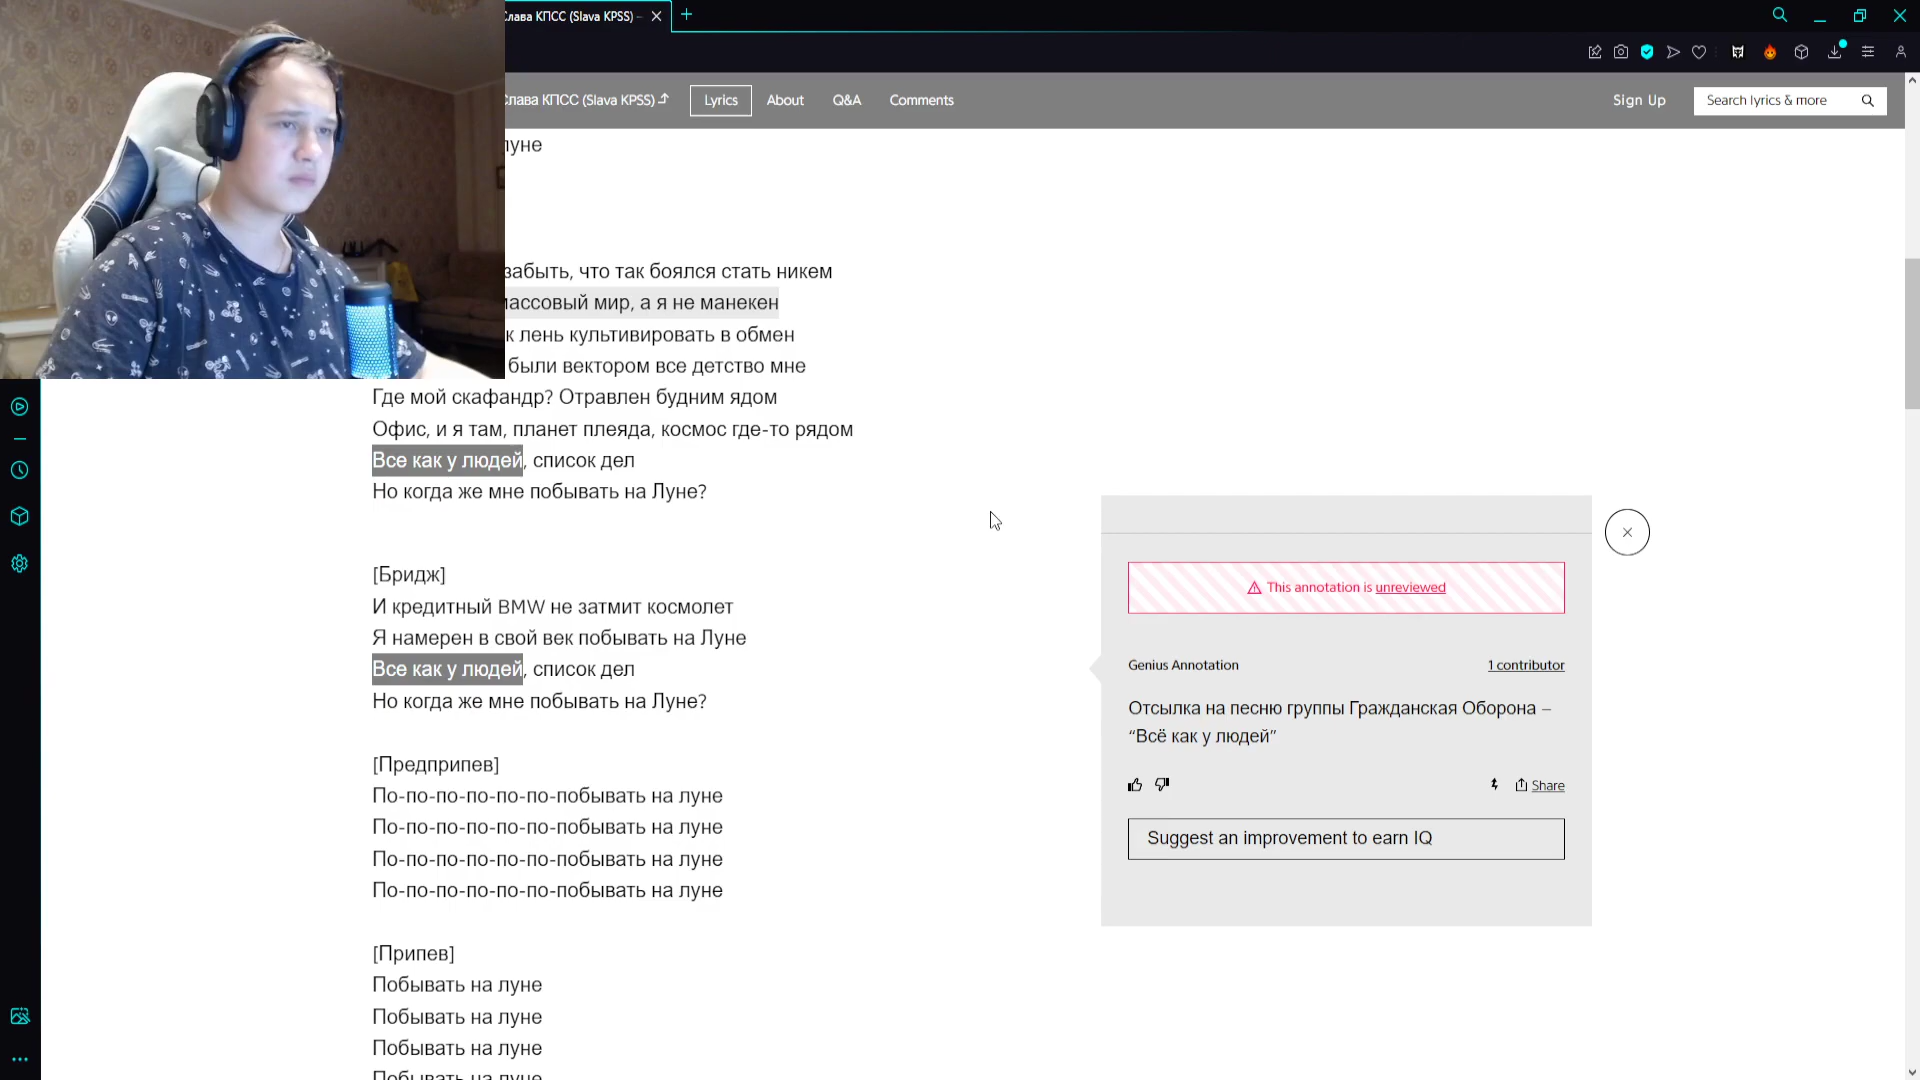 Слава КПСС (Slava KPSS) –
Слава КПСС (Slava KPSS)
Lyrics
About
Q&A
Comments
Sign Up
Search lyrics & more
луне
забыть, что так боялся стать никем
массовый мир, а я не манекен
к лень культивировать в обмен
были вектором все детство мне
Где мой скафандр? Отравлен будним ядом
Офис, и я там, планет плеяда, космос где-то рядом
Все как у людей, список дел
Но когда же мне побывать на Луне?
[Бридж]
И кредитный BMW не затмит космолет
Я намерен в свой век побывать на Луне
Все как у людей, список дел
Но когда же мне побывать на Луне?
[Предприпев]
По-по-по-по-по-по-побывать на луне
По-по-по-по-по-по-побывать на луне
По-по-по-по-по-по-побывать на луне
По-по-по-по-по-по-побывать на луне
[Припев]
Побывать на луне
Побывать на луне
Побывать на луне
Побывать на луне
This annotation is unreviewed
Genius Annotation
1 contributor
Отсылка на песню группы Гражданская Оборона –
“Всё как у людей”
Share
Suggest an improvement to earn IQ